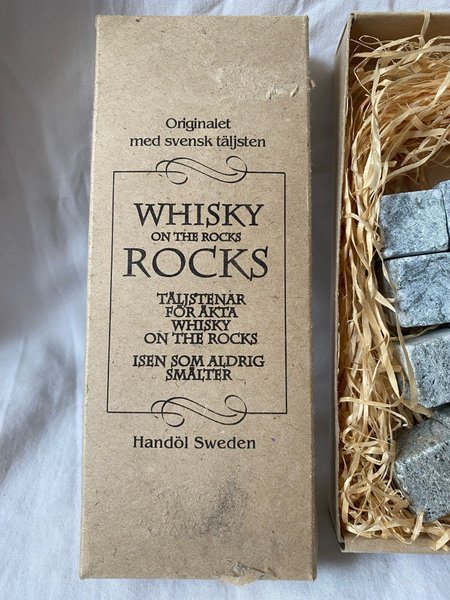 Originalet
med svensk täljsten
WHISKY
ON THE ROCKS
ROCKS
TÄLJSTENAR
FÖR ÄKTA
WHISKY
ON THE ROCKS
ISEN SOM ALDRIG
SMÄLTER
Handöl Sweden